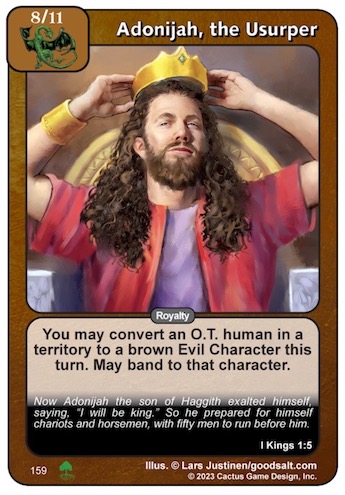 8/11
Adonijah, the Usurper
Royalty
You may convert an O.T. human in a
territory to a brown Evil Character this
turn. May band to that character.
Now Adonijah the son of Haggith exalted himself,
saying, “I will be king.” So he prepared for himself
chariots and horsemen, with fifty men to run before him.
I Kings 1:5
Illus. © Lars Justinen/goodsalt.com
159
© 2023 Cactus Game Design, Inc.